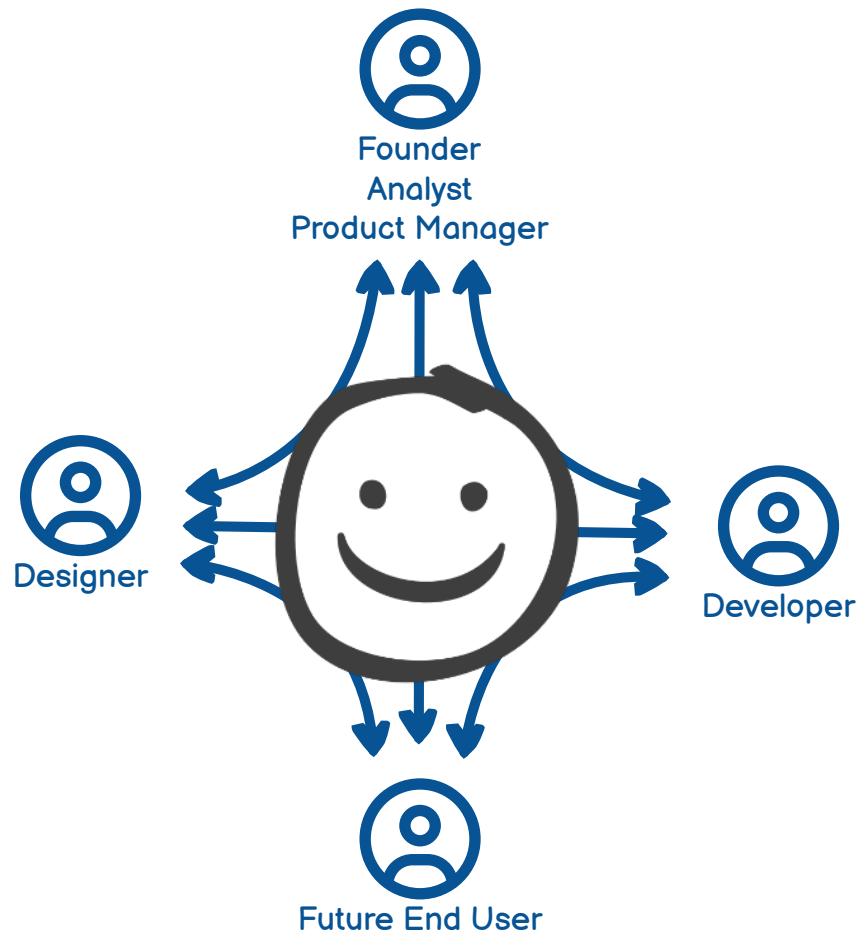 Founder
Analyst
Product Manager
Designer
Developer
Future End User